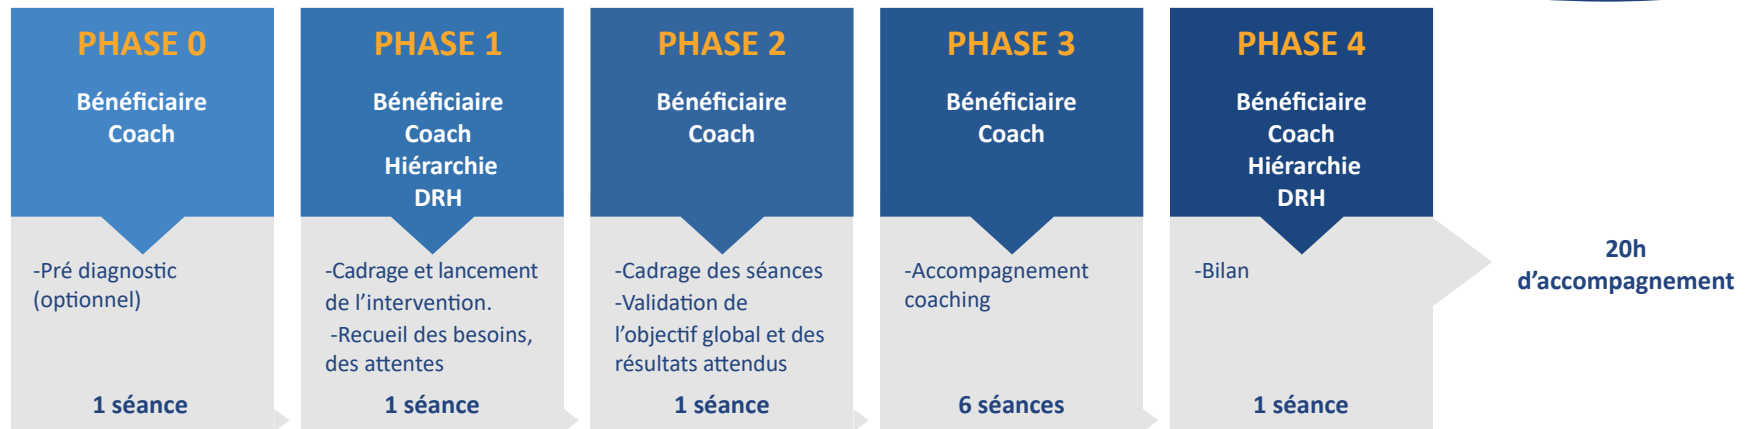 PHASE 0
Bénéficiaire
Coach
-Pré diagnostic
(optionnel)
1 séance
PHASE 1
Bénéficiaire
Coach
Hiérarchie
DRH
-Cadrage et lancement
de l’intervention.
-Recueil des besoins,
des attentes
1 séance
PHASE 2
Bénéficiaire
Coach
-Cadrage des séances
-Validation de
l’objectif global et des
résultats attendus
1 séance
PHASE 3
Bénéficiaire
Coach
-Accompagnement
coaching
6 séances
PHASE 4
Bénéficiaire
Coach
Hiérarchie
DRH
-Bilan
1 séance
20h
d’accompagnement